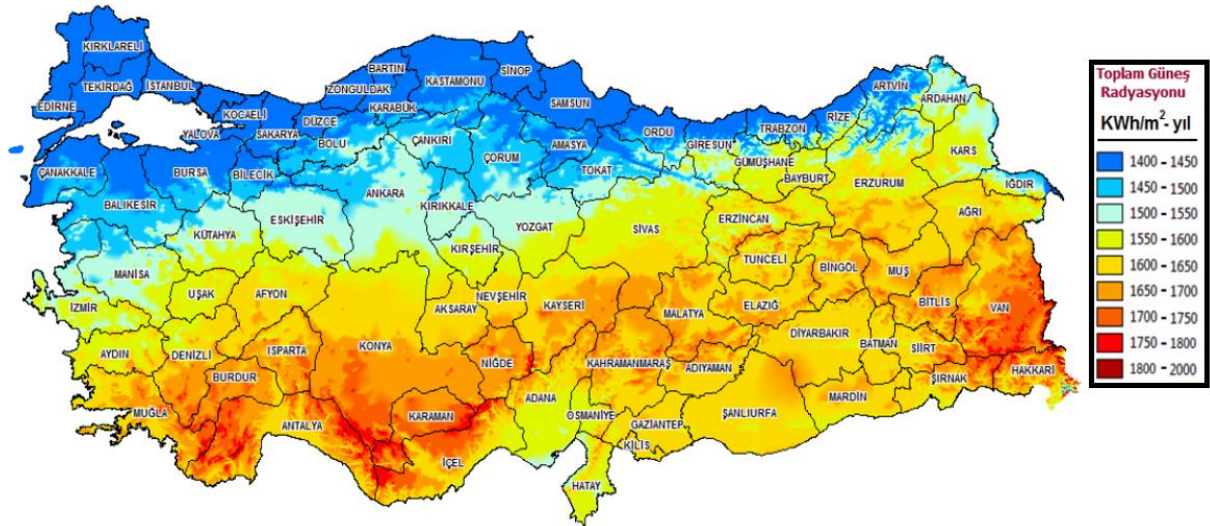 KIRKLARELİ
TEKİRDAĞ
İSTANBUL
EDİRNE
KOCAELİ
YALOVA
SAKARYA
DÜZCE
ZONGULDAK
BARTIN
KARABÜK
KASTAMONU
SİNOP
SAMSUN
BOLU
ÇANKIRI
ÇORUM
AMASYA
TOKAT
ORDU
GİRESUN
TRABZON
RİZE
ARTVİN
ARDAHAN
GÜMÜŞHANE
BAYBURT
ERZURUM
KARS
IĞDIR
ÇANAKKALE
BURSA
BİLECİK
BALIKESİR
ESKİŞEHİR
ANKARA
KIRIKKALE
KÜTAHYA
YOZGAT
KIRŞEHİR
SİVAS
ERZİNCAN
AĞRI
TUNCELİ
BİNGÖL
MUŞ
MANİSA
UŞAK
AFYON
İZMİR
AKSARAY
NEVŞEHİR
KAYSERİ
MALATYA
ELAZIĞ
BİTLİS
VAN
DİYARBAKIR
BATMAN
SİİRT
AYDIN
DENİZLİ
ISPARTA
KONYA
NİĞDE
KAHRAMANMARAŞ
ADIYAMAN
ŞIRNAK
HAKKARİ
BURDUR
MUĞLA
ANTALYA
KARAMAN
ADANA
OSMANİYE
GAZİANTEP
ŞANLIURFA
MARDİN
KİLİS
İÇEL
HATAY
Toplam Güneş
Radyasyonu
KWh/m²- yıl
1400 - 1450
1450 - 1500
1500 - 1550
1550 - 1600
1600 - 1650
1650 - 1700
1700 - 1750
1750 - 1800
1800 - 2000